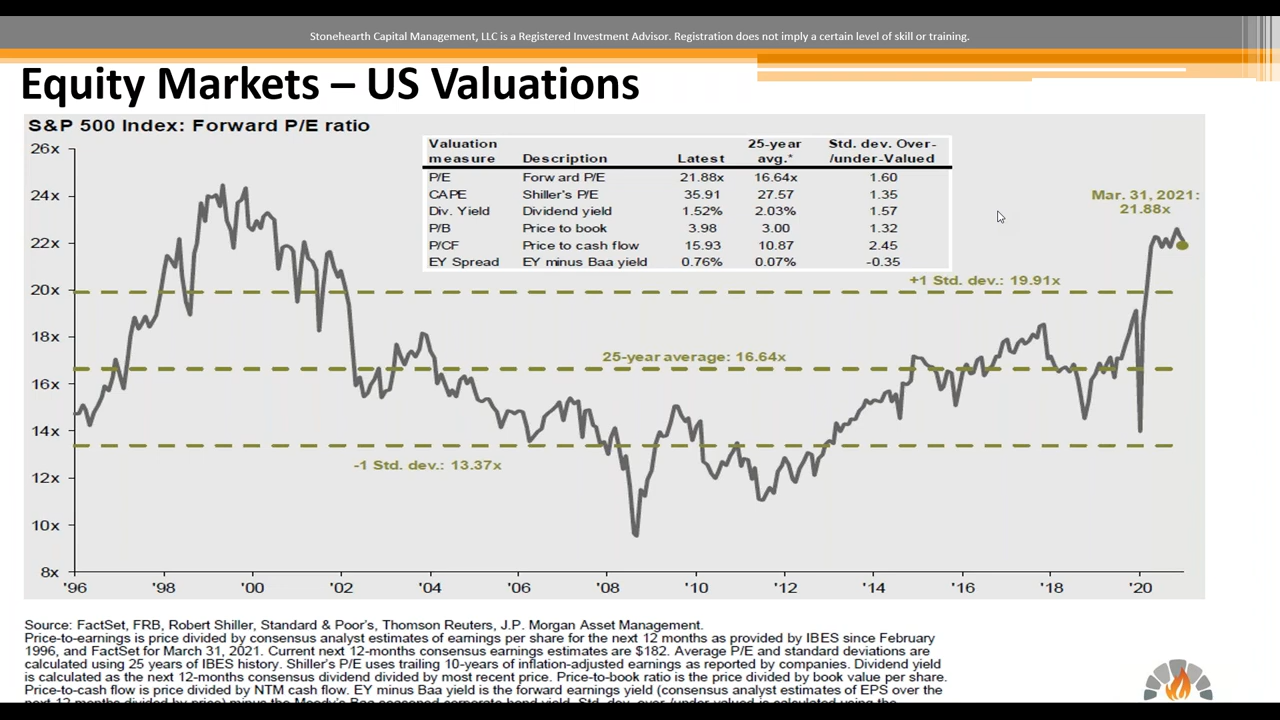 Stonehearth Capital Management, LLC is a Registered Investment Advisor. Registration does not imply a certain level of skill or training.
Equity Markets – US Valuations
S&P 500 Index: Forward P/E ratio
Valuation measure Description Latest 25-year avg.* Std. dev. Over-/under-Valued
P/E Forward P/E 21.88x 16.64x 1.60
CAPE Shiller's P/E 35.91 27.57 1.35
Div. Yield Dividend yield 1.52% 2.03% 1.57
P/B Price to book 3.98 3.00 1.32
P/CF Price to cash flow 15.93 10.87 2.45
EY Spread EY minus Baa yield 0.76% 0.07% -0.35
26x
24x
22x
20x
18x
16x
14x
12x
10x
8x
Mar. 31, 2021:
21.88x
+1 Std. dev.: 19.91x
25-year average: 16.64x
-1 Std. dev.: 13.37x
'96 '98 '00 '02 '04 '06 '08 '10 '12 '14 '16 '18 '20
Source: FactSet, FRB, Robert Shiller, Standard & Poor's, Thomson Reuters, J.P. Morgan Asset Management.
Price-to-earnings is price divided by consensus analyst estimates of earnings per share for the next 12 months as provided by IBES since February
1996, and FactSet for March 31, 2021. Current next 12-months consensus earnings estimates are $182. Average P/E and standard deviations are
calculated using 25 years of IBES history. Shiller's P/E uses trailing 10-years of inflation-adjusted earnings as reported by companies. Dividend yield
is calculated as the next 12-months consensus dividend divided by most recent price. Price-to-book ratio is the price divided by book value per share.
Price-to-cash flow is price divided by NTM cash flow. EY minus Baa yield is the forward earnings yield (consensus analyst estimates of EPS over the